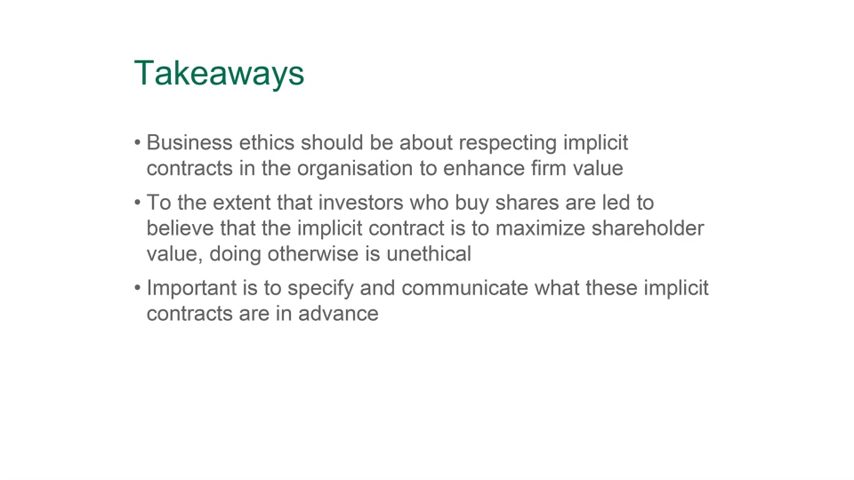 Takeaways
• Business ethics should be about respecting implicit
contracts in the organisation to enhance firm value
• To the extent that investors who buy shares are led to
believe that the implicit contract is to maximize shareholder
value, doing otherwise is unethical
• Important is to specify and communicate what these implicit
contracts are in advance